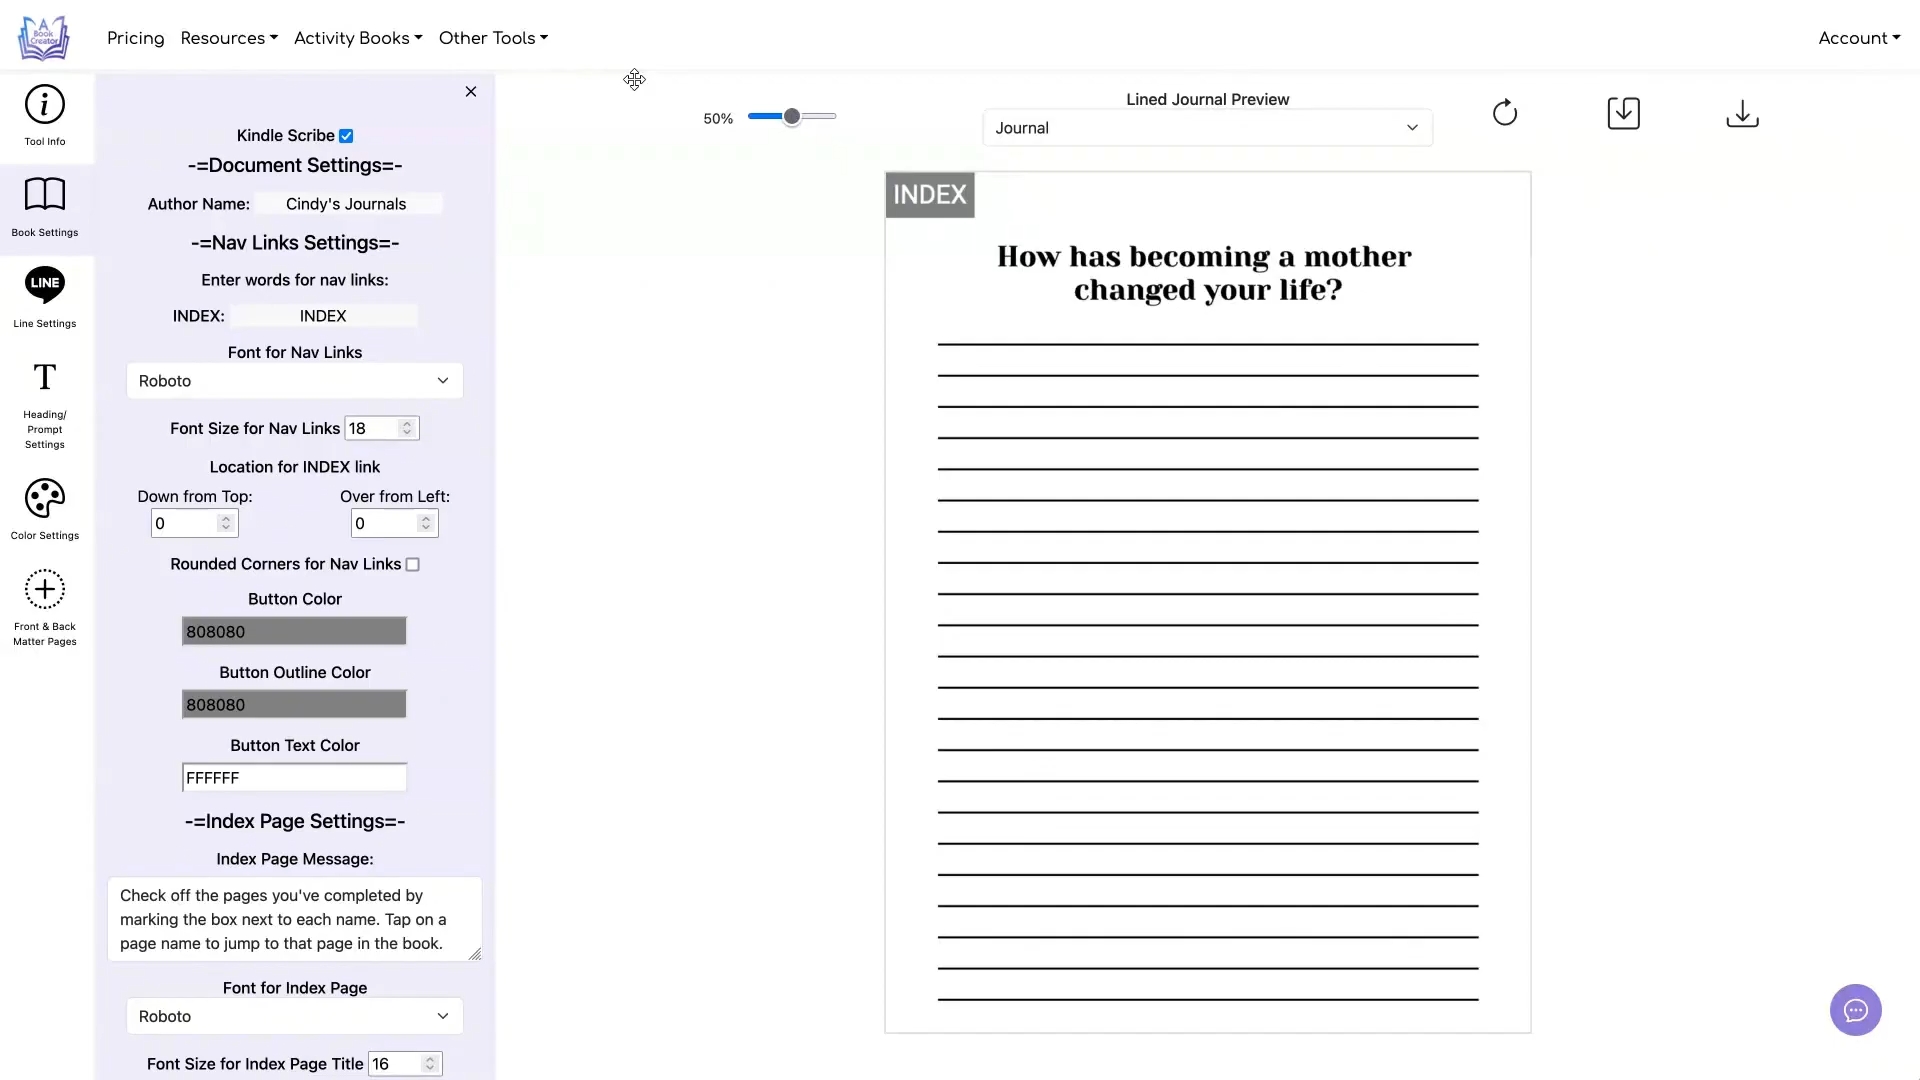 A
Book
Creator
Pricing
Resources
Activity Books
Other Tools
Account
Tool Info
Book Settings
LINE
Line Settings
T
Heading/
Prompt
Settings
Color Settings
Front & Back
Matter Pages
Kindle Scribe
-=Document Settings=-
Author Name: Cindy's Journals
-=Nav Links Settings=-
Enter words for nav links:
INDEX: INDEX
Font for Nav Links
Roboto
Font Size for Nav Links 18
Location for INDEX link
Down from Top: Over from Left:
0 0
Rounded Corners for Nav Links
Button Color
808080
Button Outline Color
808080
Button Text Color
FFFFFF
-=Index Page Settings=-
Index Page Message:
Check off the pages you've completed by
marking the box next to each name. Tap on a
page name to jump to that page in the book.
Font for Index Page
Roboto
Font Size for Index Page Title 16
50%
Lined Journal Preview
Journal
INDEX
How has becoming a mother
changed your life?